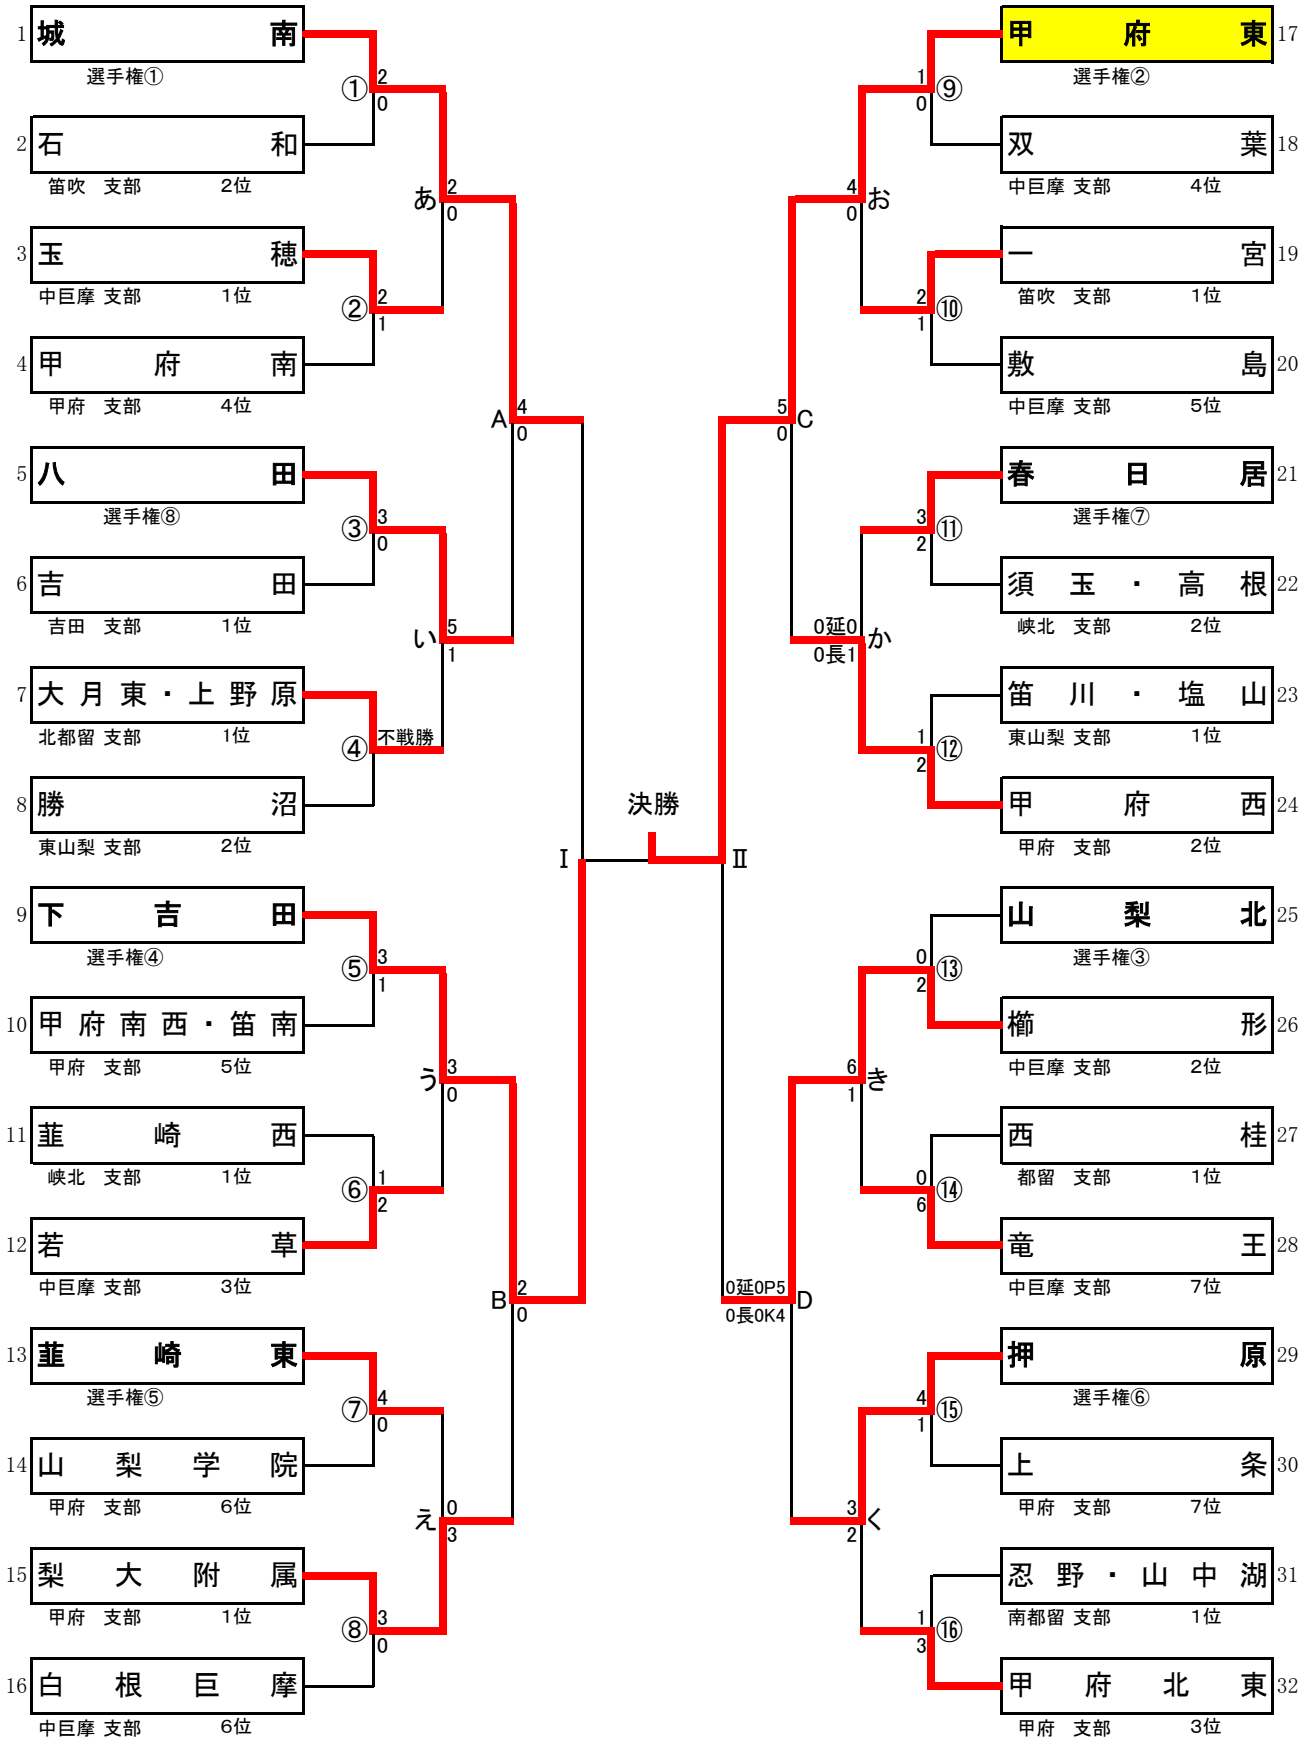 1 城南
選手権①
① 2
0
2 石和
笛吹 支部 2位
あ 2
0
3 玉穂
中巨摩 支部 1位
② 2
1
4 甲府南
甲府 支部 4位
A 4
0
5 八田
選手権⑧
③ 3
0
6 吉田
吉田 支部 1位
い 5
1
7 大月東・上野原
北都留 支部 1位
④ 不戦勝
8 勝沼
東山梨 支部 2位
Ⅰ
9 下吉田
選手権④
⑤ 3
1
10 甲府南西・笛南
甲府 支部 5位
う 3
0
11 韮崎西
峡北 支部 1位
⑥ 1
2
12 若草
中巨摩 支部 3位
B 2
0
13 韮崎東
選手権⑤
⑦ 4
0
14 山梨学院
甲府 支部 6位
え 0
3
15 梨大附属
甲府 支部 1位
⑧ 3
0
16 白根巨摩
中巨摩 支部 6位
決勝
甲府東 17
選手権②
1 ⑨
0
双葉 18
中巨摩 支部 4位
4 お
0
一宮 19
笛吹 支部 1位
2 ⑩
1
敷島 20
中巨摩 支部 5位
5 C
0
春日居 21
選手権⑦
3 ⑪
2
須玉・高根 22
峡北 支部 2位
0延0 か
0長1
笛川・塩山 23
東山梨 支部 1位
1 ⑫
2
甲府西 24
甲府 支部 2位
Ⅱ
山梨北 25
選手権③
0 ⑬
2
櫛形 26
中巨摩 支部 2位
6 き
1
西桂 27
都留 支部 1位
0 ⑭
6
竜王 28
中巨摩 支部 7位
0延0P5 D
0長0K4
押原 29
選手権⑥
4 ⑮
1
上条 30
甲府 支部 7位
3 く
2
忍野・山中湖 31
南都留 支部 1位
1 ⑯
3
甲府北東 32
甲府 支部 3位